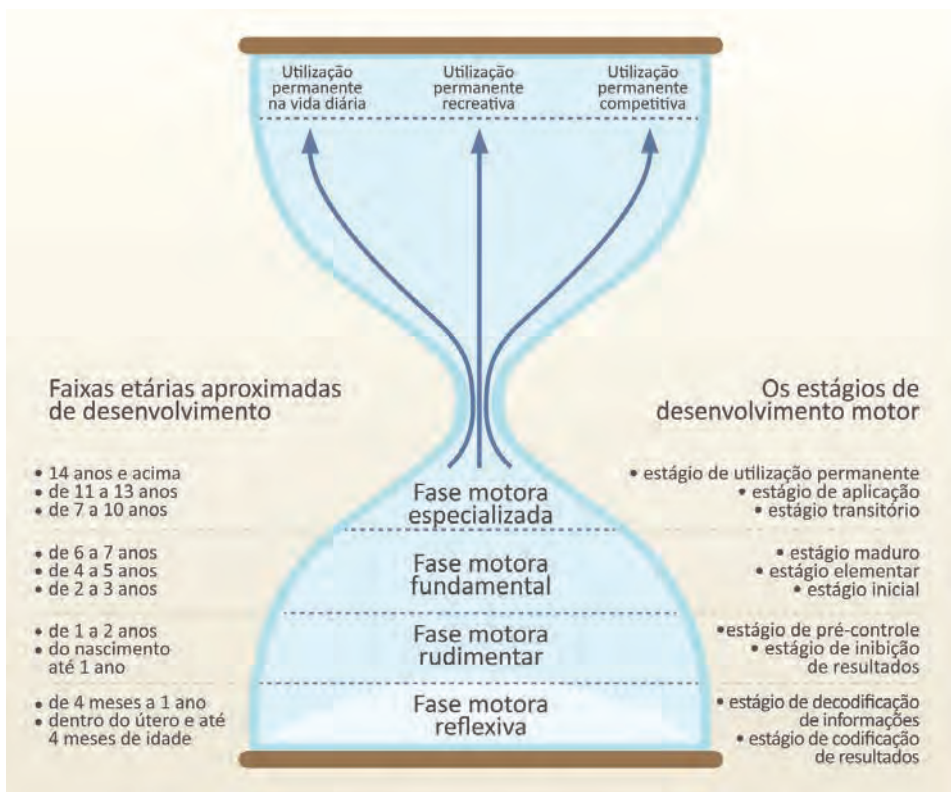 Utilização
permanente
na vida diária
Utilização
permanente
recreativa
Utilização
permanente
competitiva
Faixas etárias aproximadas
de desenvolvimento
Os estágios de
desenvolvimento motor
• 14 anos e acima
• de 11 a 13 anos
• de 7 a 10 anos
Fase motora
especializada
• estágio de utilização permanente
• estágio de aplicação
• estágio transitório
• de 6 a 7 anos
• de 4 a 5 anos
• de 2 a 3 anos
Fase motora
fundamental
• estágio maduro
• estágio elementar
• estágio inicial
• de 1 a 2 anos
• do nascimento
até 1 ano
Fase motora
rudimentar
•estágio de pré-controle
• estágio de inibição
de resultados
• de 4 meses a 1 ano
• dentro do útero e até
4 meses de idade
Fase motora
reflexiva
• estágio de decodificação
de informações
• estágio de codificação
de resultados